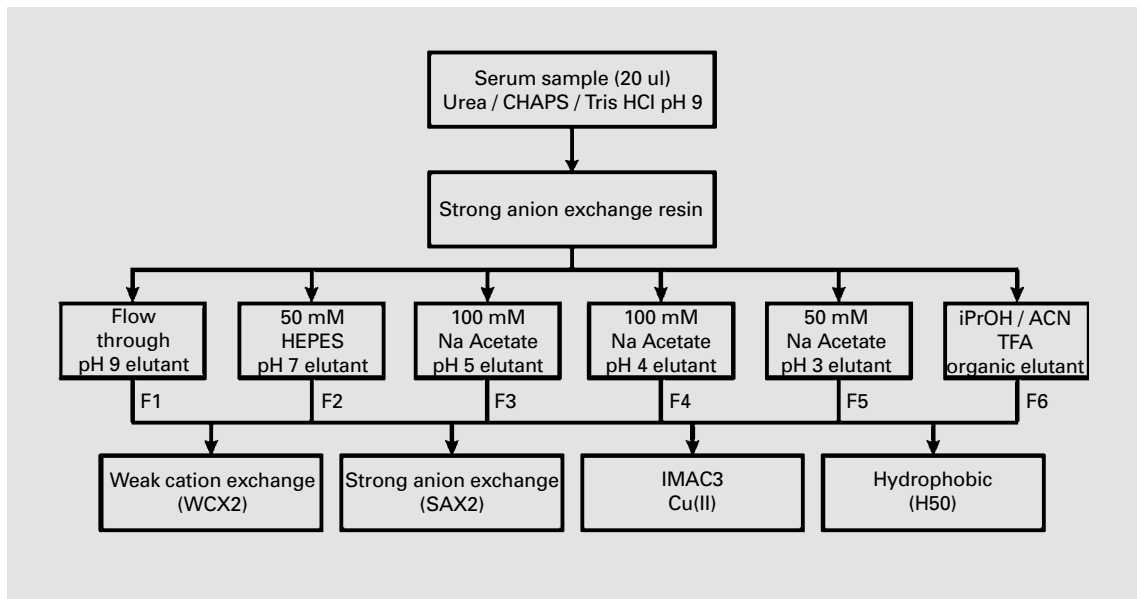 Serum sample (20 ul)
Urea / CHAPS / Tris HCl pH 9
Strong anion exchange resin
Flow
through
pH 9 elutant
50 mM
HEPES
pH 7 elutant
100 mM
Na Acetate
pH 5 elutant
100 mM
Na Acetate
pH 4 elutant
50 mM
Na Acetate
pH 3 elutant
iPrOH / ACN
TFA
organic elutant
F1
F2
F3
F4
F5
F6
Weak cation exchange
(WCX2)
Strong anion exchange
(SAX2)
IMAC3
Cu(II)
Hydrophobic
(H50)